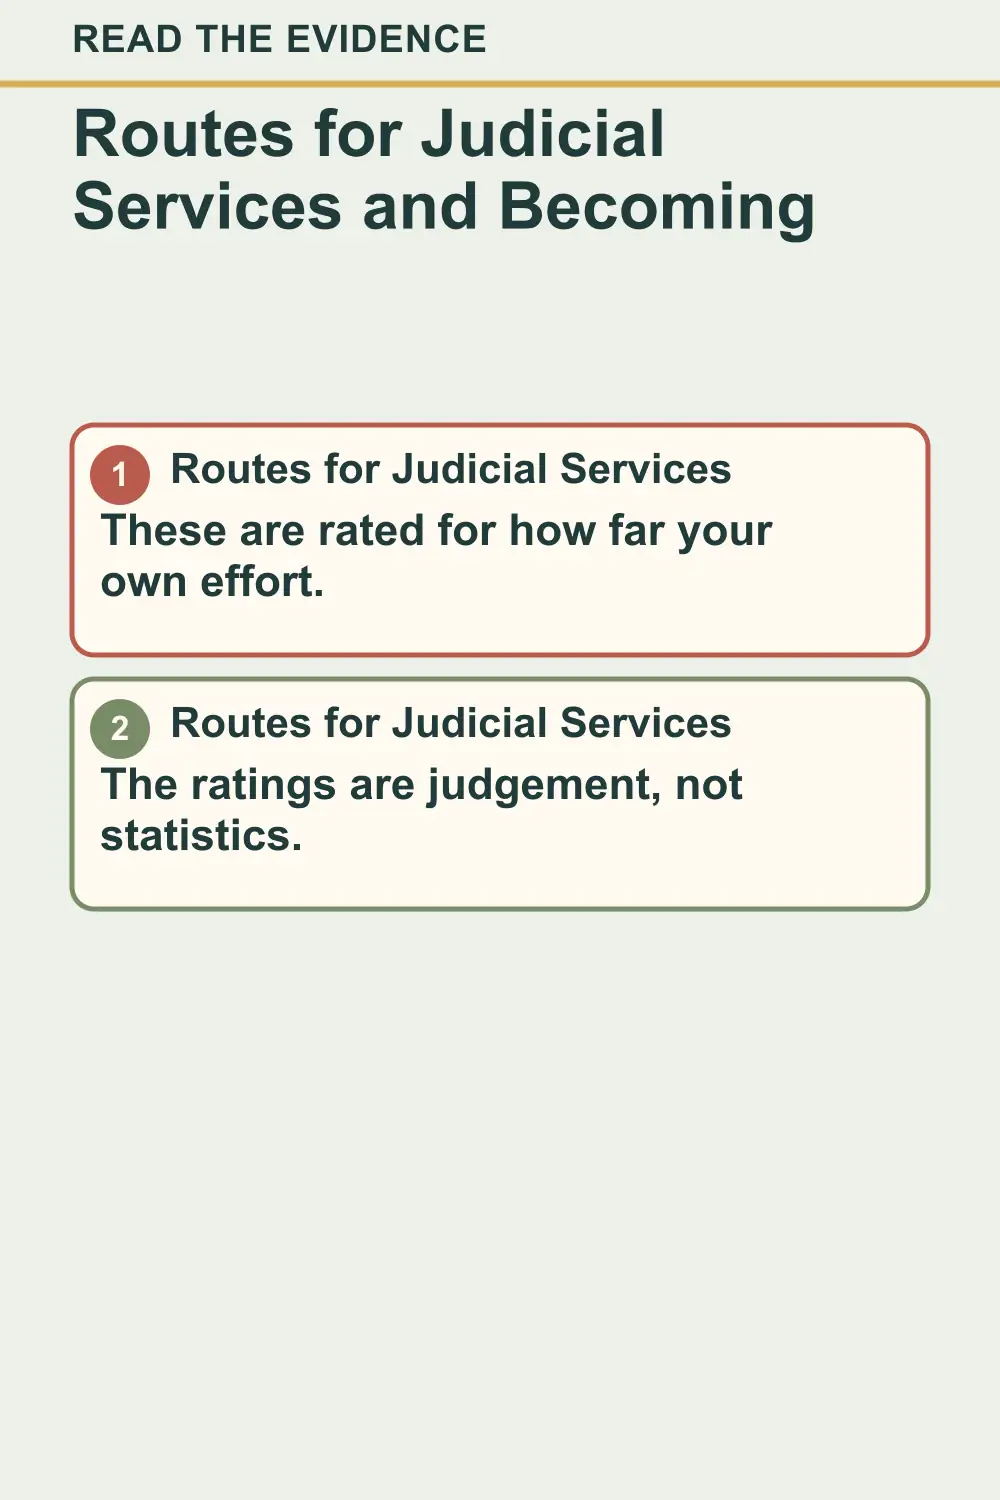 READ THE EVIDENCE
Routes for Judicial
Services and Becoming
1 Routes for Judicial Services
These are rated for how far your
own effort.
2 Routes for Judicial Services
The ratings are judgement, not
statistics.